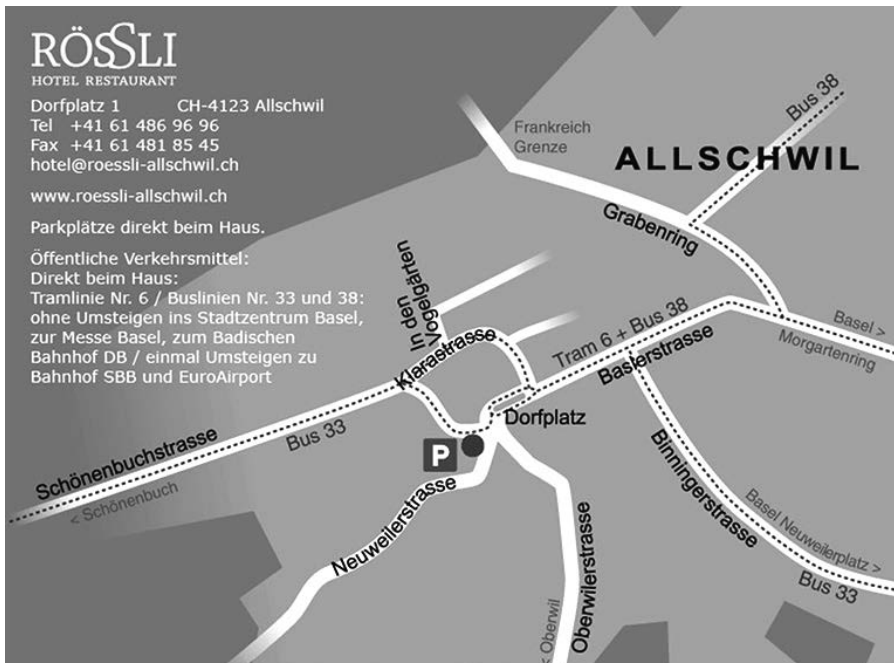 RÖSSLI
HOTEL RESTAURANT
Dorfplatz 1 CH-4123 Allschwil
Tel +41 61 486 96 96
Fax +41 61 481 85 45
hotel@roessli-allschwil.ch
www.roessli-allschwil.ch
Parkplätze direkt beim Haus.
Öffentliche Verkehrsmittel:
Direkt beim Haus:
Tramlinie Nr. 6 / Buslinien Nr. 33 und 38:
ohne Umsteigen ins Stadtzentrum Basel,
zur Messe Basel, zum Badischen
Bahnhof DB / einmal Umsteigen zu
Bahnhof SBB und EuroAirport
Bus 38
Frankreich
Grenze
ALLSCHWIL
Grabenring
In den
Vogelgärten
Klarastrasse
Tram 6 + Bus 38
Baslerstrasse
Basel >
Morgartenring
Dorfplatz
P
Schönenbuchstrasse
Bus 33
< Schönenbuch
Neuweilerstrasse
Oberwilerstrasse
< Oberwil
Binningerstrasse
Basel Neuweilerplatz >
Bus 33